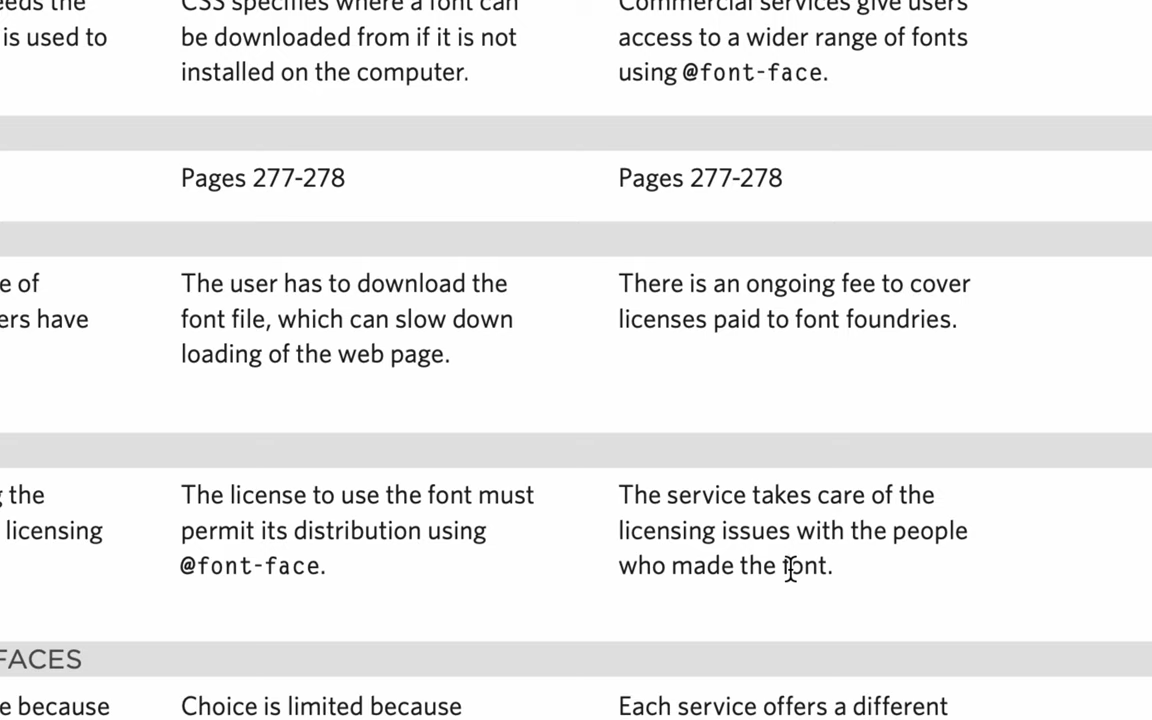 eeds the
is used to
CSS specifies where a font can
be downloaded from if it is not
installed on the computer.
Commercial services give users
access to a wider range of fonts
using @font-face.
Pages 277-278
Pages 277-278
e of
ers have
The user has to download the
font file, which can slow down
loading of the web page.
There is an ongoing fee to cover
licenses paid to font foundries.
g the
licensing
The license to use the font must
permit its distribution using
@font-face.
The service takes care of the
licensing issues with the people
who made the font.
FACES
e because
Choice is limited because
Each service offers a different